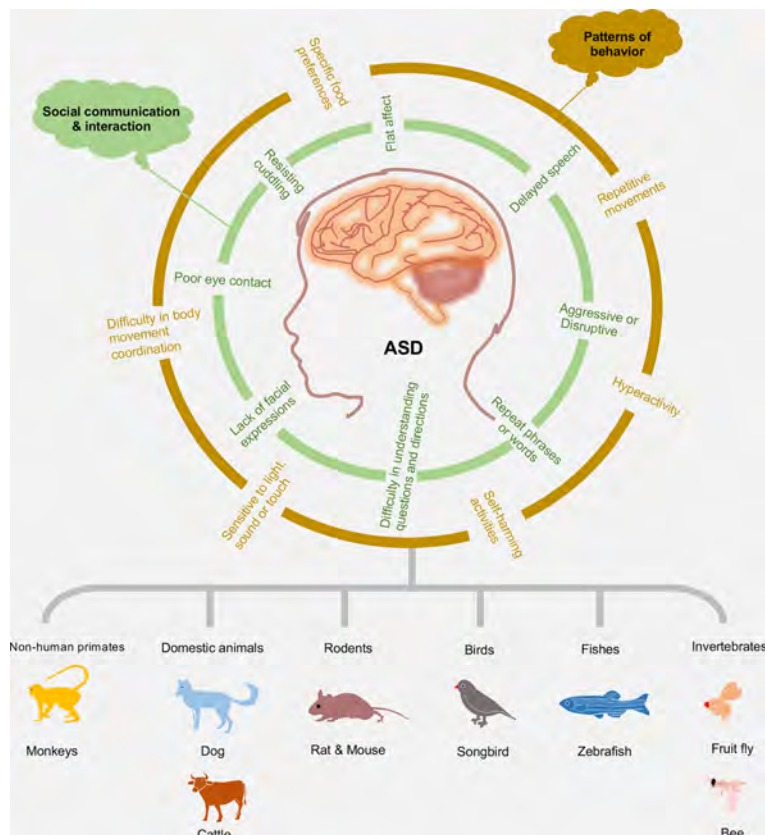 Patterns of
behavior
Social communication
& interaction
Specific food
preferences
Flat affect
Resisting
cuddling
Delayed speech
Repetitive
movements
Poor eye contact
Difficulty in body
movement
coordination
Aggressive or
Disruptive
ASD
Hyperactivity
Lack of facial
expressions
Difficulty in understanding
questions and directions
Repeat phrases
or words
Sensitive to light,
sound or touch
Self-harming
activities
Non-human primates
Domestic animals
Rodents
Birds
Fishes
Invertebrates
Monkeys
Dog
Rat & Mouse
Songbird
Zebrafish
Fruit fly
Cattle
Bee